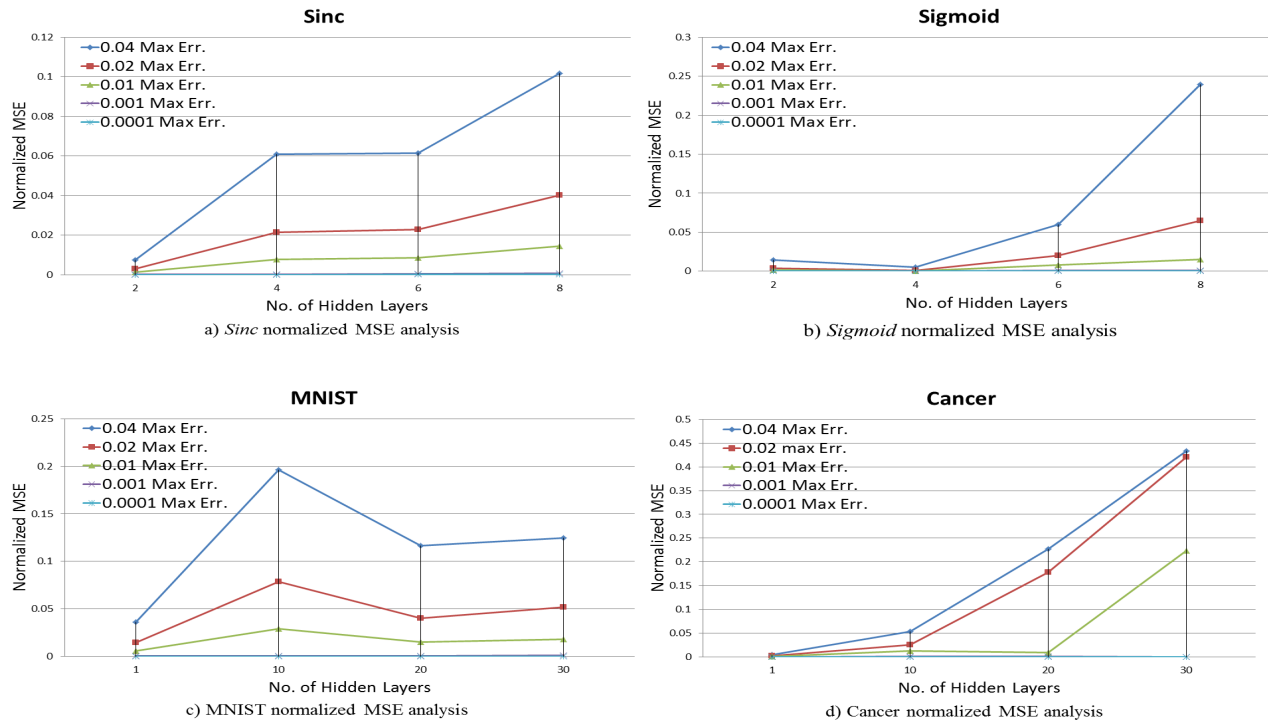 Sinc
0.12
0.1
0.08
0.06
0.04
0.02
0
Normalized MSE
0.04 Max Err.
0.02 Max Err.
0.01 Max Err.
0.001 Max Err.
0.0001 Max Err.
2 4 6 8
No. of Hidden Layers
a) Sinc normalized MSE analysis
Sigmoid
0.3
0.25
0.2
0.15
0.1
0.05
0
Normalized MSE
0.04 Max Err.
0.02 Max Err.
0.01 Max Err.
0.001 Max Err.
0.0001 Max Err.
2 4 6 8
No. of Hidden Layers
b) Sigmoid normalized MSE analysis
MNIST
0.25
0.2
0.15
0.1
0.05
0
Normalized MSE
0.04 Max Err.
0.02 Max Err.
0.01 Max Err.
0.001 Max Err.
0.0001 Max Err.
1 10 20 30
No. of Hidden Layers
c) MNIST normalized MSE analysis
Cancer
0.5
0.45
0.4
0.35
0.3
0.25
0.2
0.15
0.1
0.05
0
Normalized MSE
0.04 Max Err.
0.02 max Err.
0.01 Max Err.
0.001 Max Err.
0.0001 Max Err.
1 10 20 30
No. of Hidden Layers
d) Cancer normalized MSE analysis